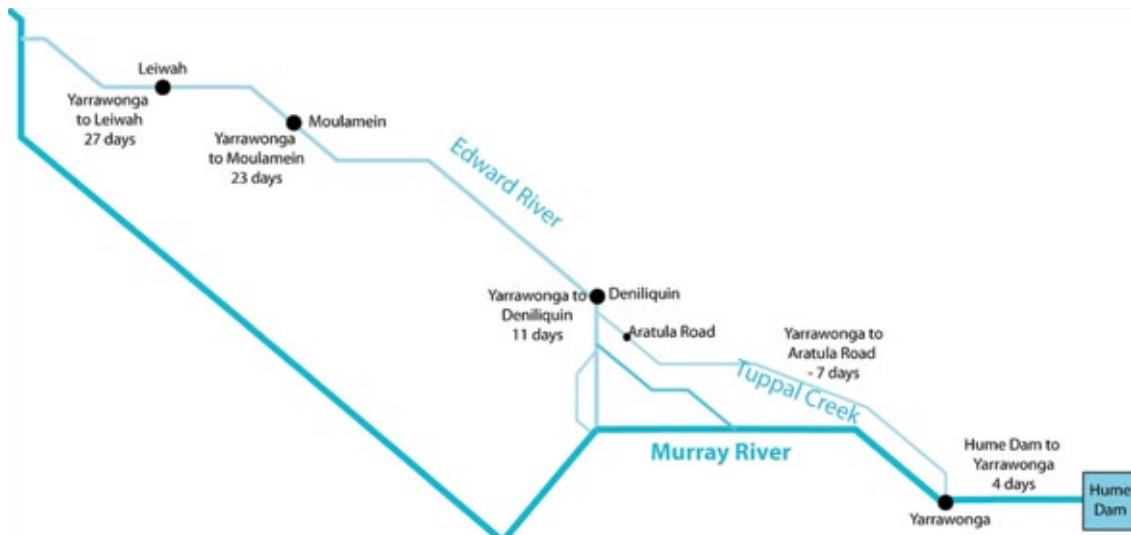 Leiwah
Yarrawonga
to Leiwah
27 days
Moulamein
Yarrawonga
to Moulamein
23 days
Edward River
Yarrawonga to
Deniliquin
11 days
Deniliquin
Aratula Road
Yarrawonga to
Aratula Road
- 7 days
Tuppal Creek
Murray River
Hume Dam to
Yarrawonga
4 days
Hume
Dam
Yarrawonga